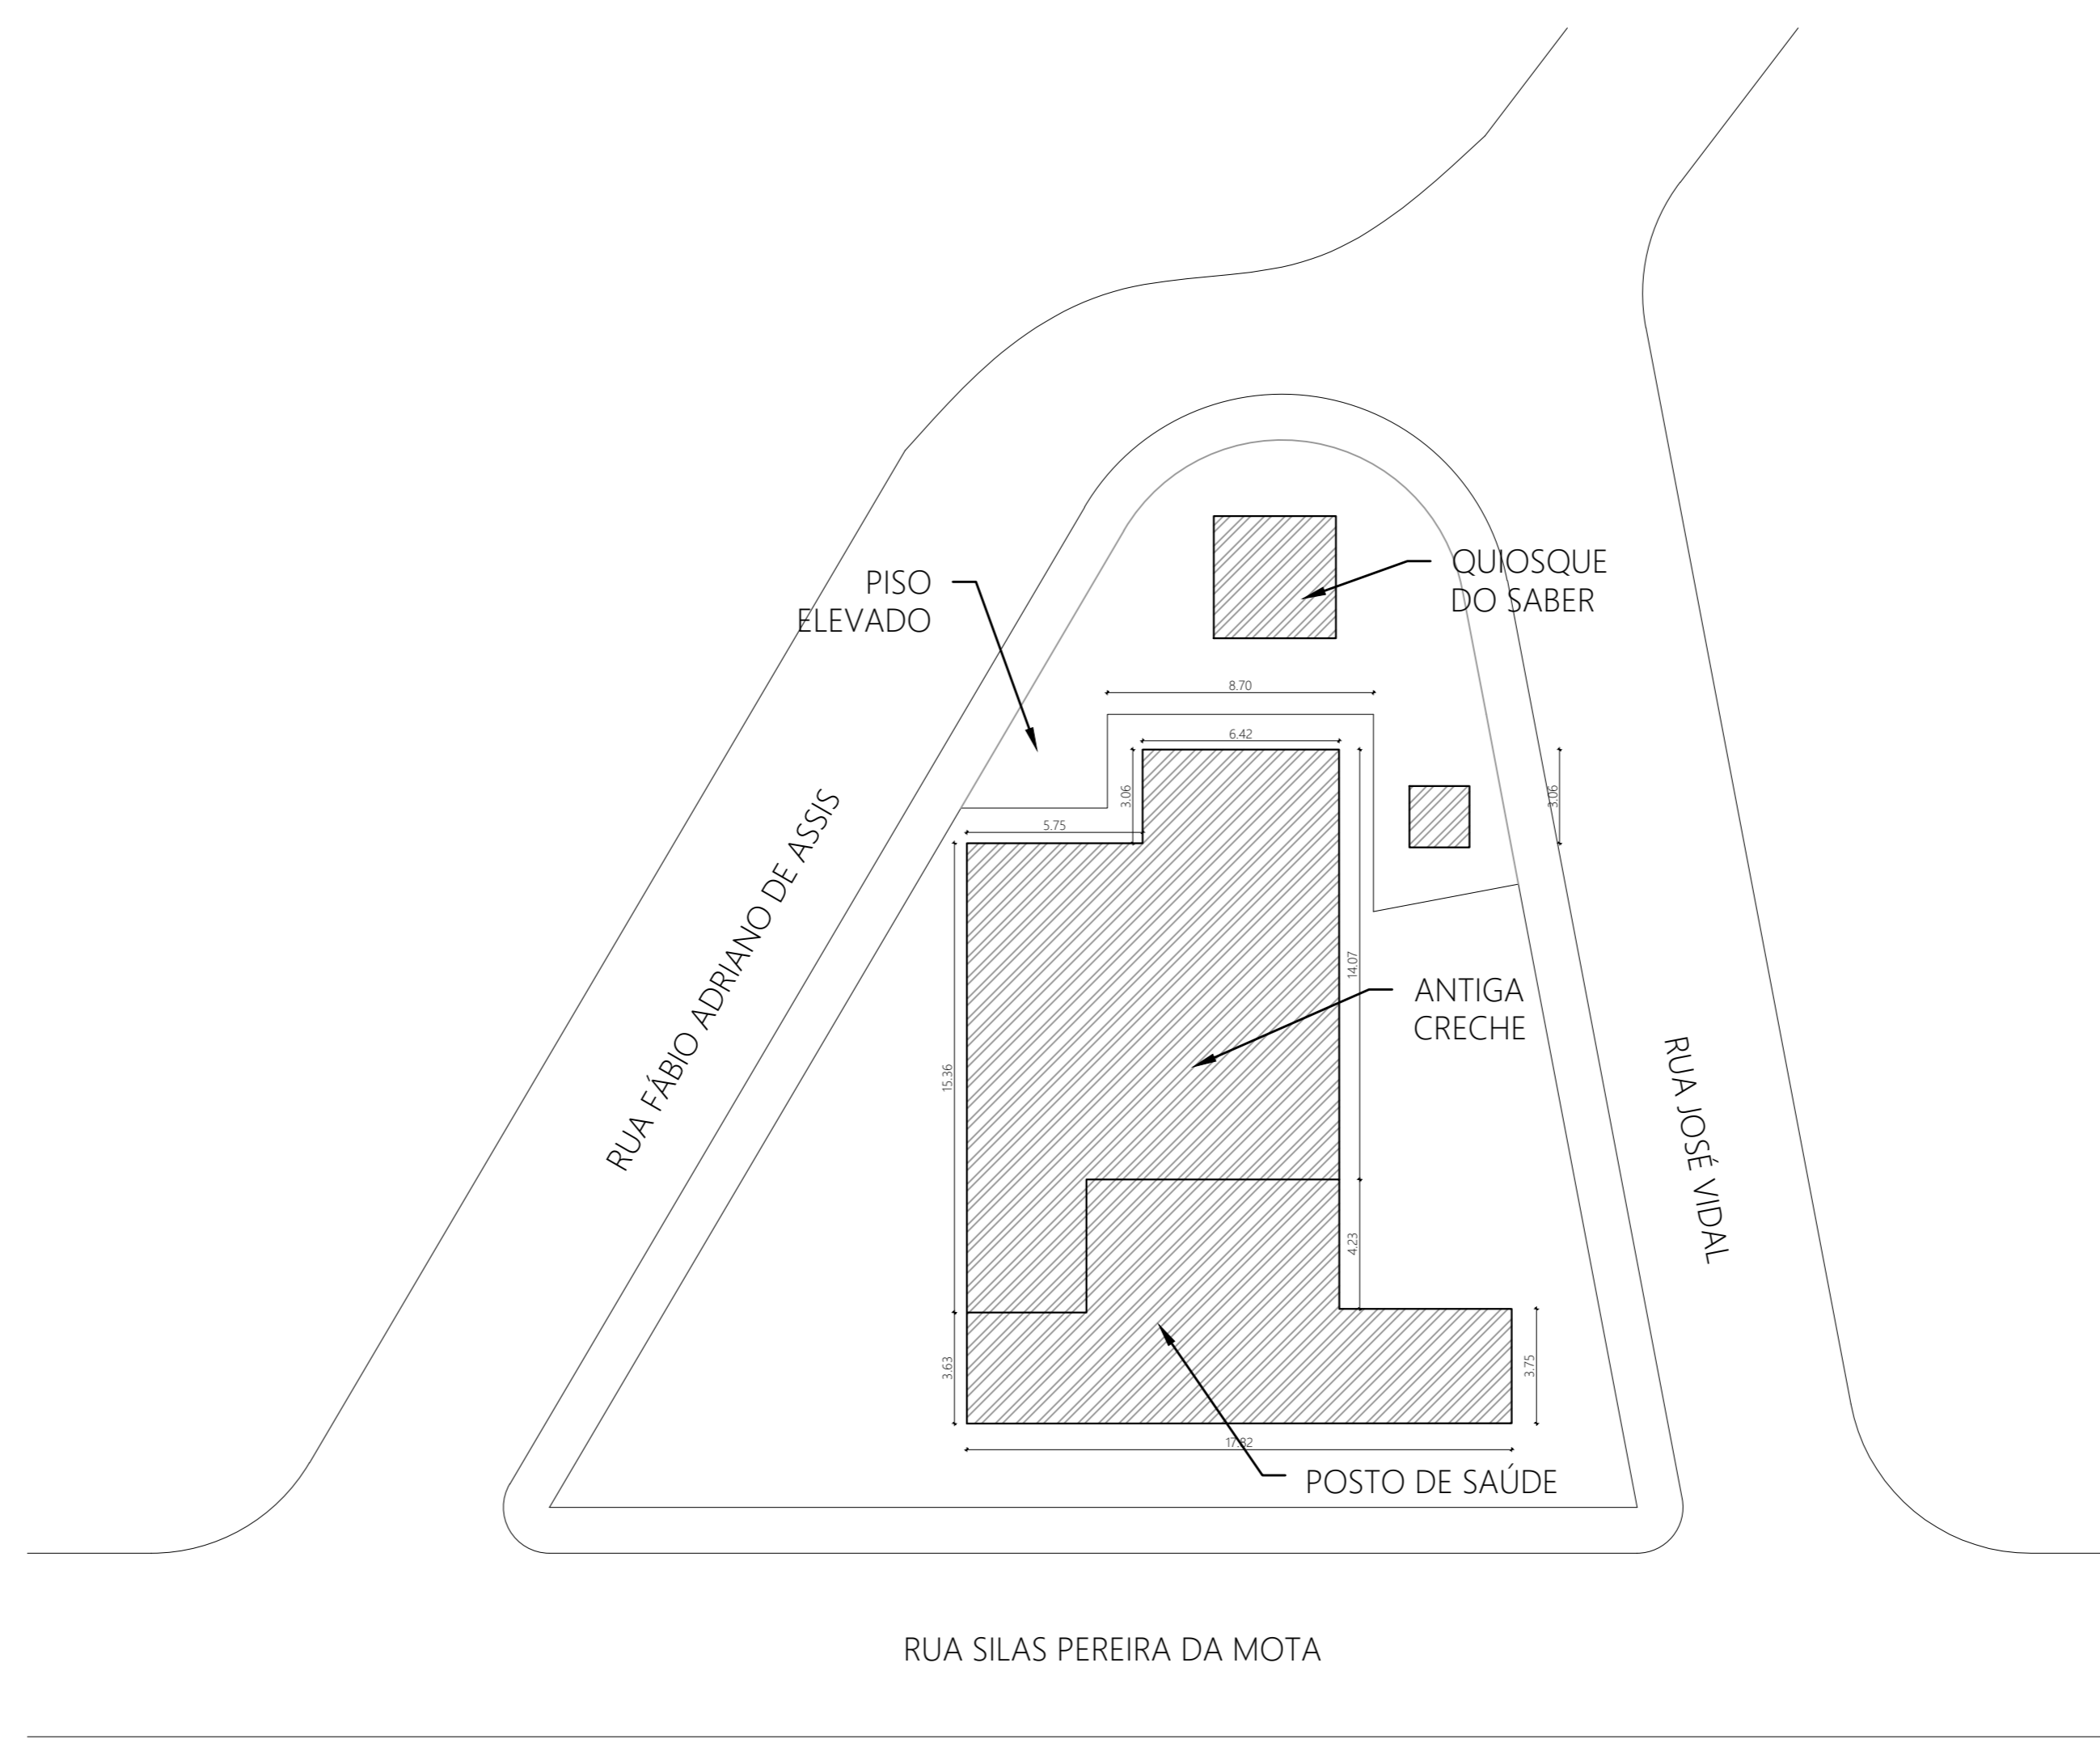 PISO
ELEVADO
QUIOSQUE
DO SABER
8.70
6.42
3.06
3.06
5.75
14.07
ANTIGA
CRECHE
15.36
4.23
3.63
3.75
17.82
POSTO DE SAÚDE
RUA FÁBIO ADRIANO DE ASSIS
RUA JOSÉ VIDAL
RUA SILAS PEREIRA DA MOTA